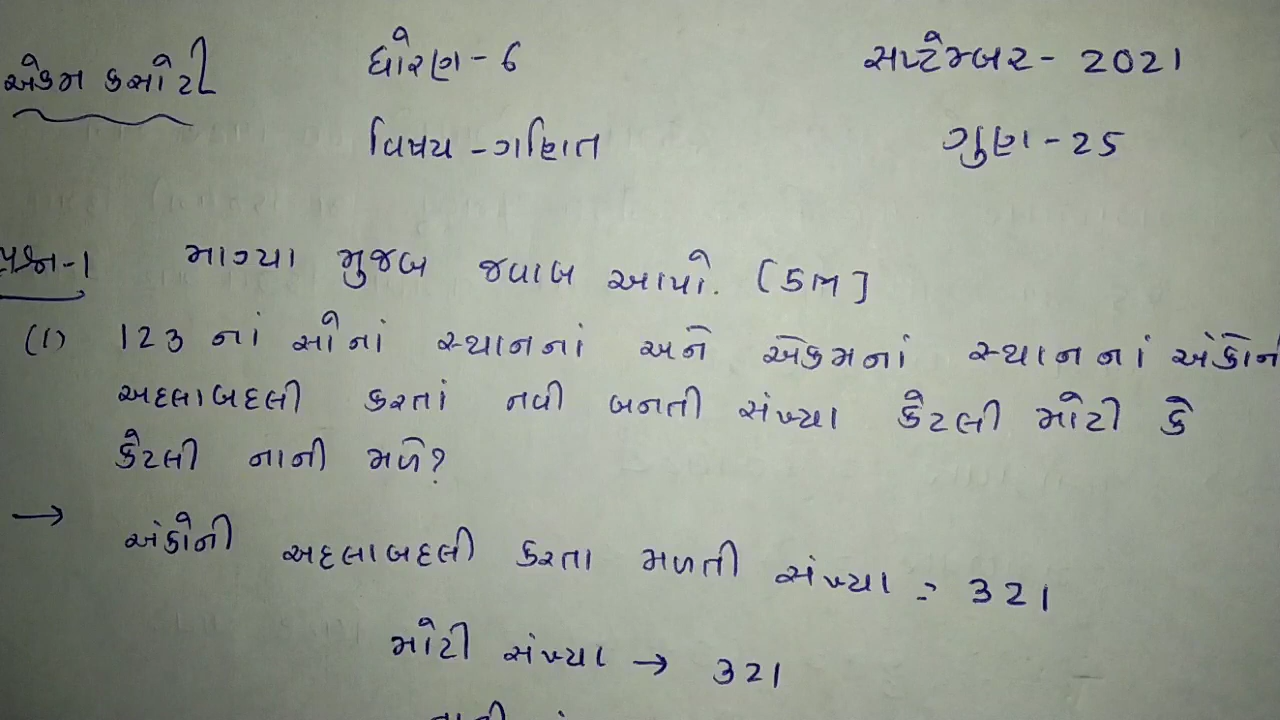 એકમ કસોટી ધોરણ - 6 સપ્ટેમ્બર - 2021
વિષય - ગણિત ગુણ - 25
પ્રશ્ન-1 માગ્યા મુજબ જવાબ આપો. [5M]
(1) 123 નાં સોનાં સ્થાનનાં અને એકમનાં સ્થાનનાં અંકોની
અદલાબદલી કરતાં નવી બનતી સંખ્યા કેટલી મોટી કે
કેટલી નાની મળે?
→ અંકોની અદલાબદલી કરતા મળતી સંખ્યા = 321
મોટી સંખ્યા → 321